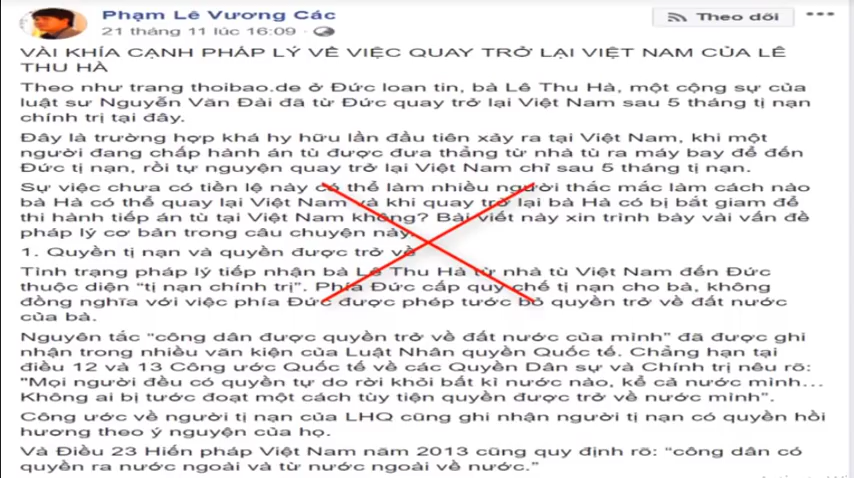 Phạm Lê Vương Các
21 tháng 11 lúc 16:09 ·
Theo dõi
VÀI KHÍA CẠNH PHÁP LÝ VỀ VIỆC QUAY TRỞ LẠI VIỆT NAM CỦA LÊ
THU HÀ
Theo như trang thoibao.de ở Đức loan tin, bà Lê Thu Hà, một cộng sự của
luật sư Nguyễn Văn Đài đã từ Đức quay trở lại Việt Nam sau 5 tháng tị nạn
chính trị tại đây.
Đây là trường hợp khá hy hữu lần đầu tiên xảy ra tại Việt Nam, khi một
người đang chấp hành án tù được đưa thẳng từ nhà tù ra máy bay để đến
Đức tị nạn, rồi tự nguyện quay trở lại Việt Nam chỉ sau 5 tháng tị nạn.
Sự việc chưa có tiền lệ này có thể làm nhiều người thắc mắc làm cách nào
bà Hà có thể quay lại Việt Nam và khi quay trở lại bà Hà có bị bắt giam để
thi hành tiếp án tù tại Việt Nam không? Bài viết này xin trình bày vài vấn đề
pháp lý cơ bản trong câu chuyện này.
1. Quyền tị nạn và quyền được trở về
Tình trạng pháp lý tiếp nhận bà Lê Thu Hà từ nhà tù Việt Nam đến Đức
thuộc diện “tị nạn chính trị”. Phía Đức cấp quy chế tị nạn cho bà, không
đồng nghĩa với việc phía Đức được phép tước bỏ quyền trở về đất nước
của bà.
Nguyên tắc “công dân được quyền trở về đất nước của mình” đã được ghi
nhận trong nhiều văn kiện của Luật Nhân quyền Quốc tế. Chẳng hạn tại
điều 12 và 13 Công ước Quốc tế về các Quyền Dân sự và Chính trị nêu rõ:
"Mọi người đều có quyền tự do rời khỏi bất kì nước nào, kể cả nước mình...
Không ai bị tước đoạt một cách tùy tiện quyền được trở về nước mình”.
Công ước về người tị nạn của LHQ cũng ghi nhận người tị nạn có quyền hồi
hương theo ý nguyện của họ.
Và Điều 23 Hiến pháp Việt Nam năm 2013 cũng quy định rõ: “công dân có
quyền ra nước ngoài và từ nước ngoài về nước.”